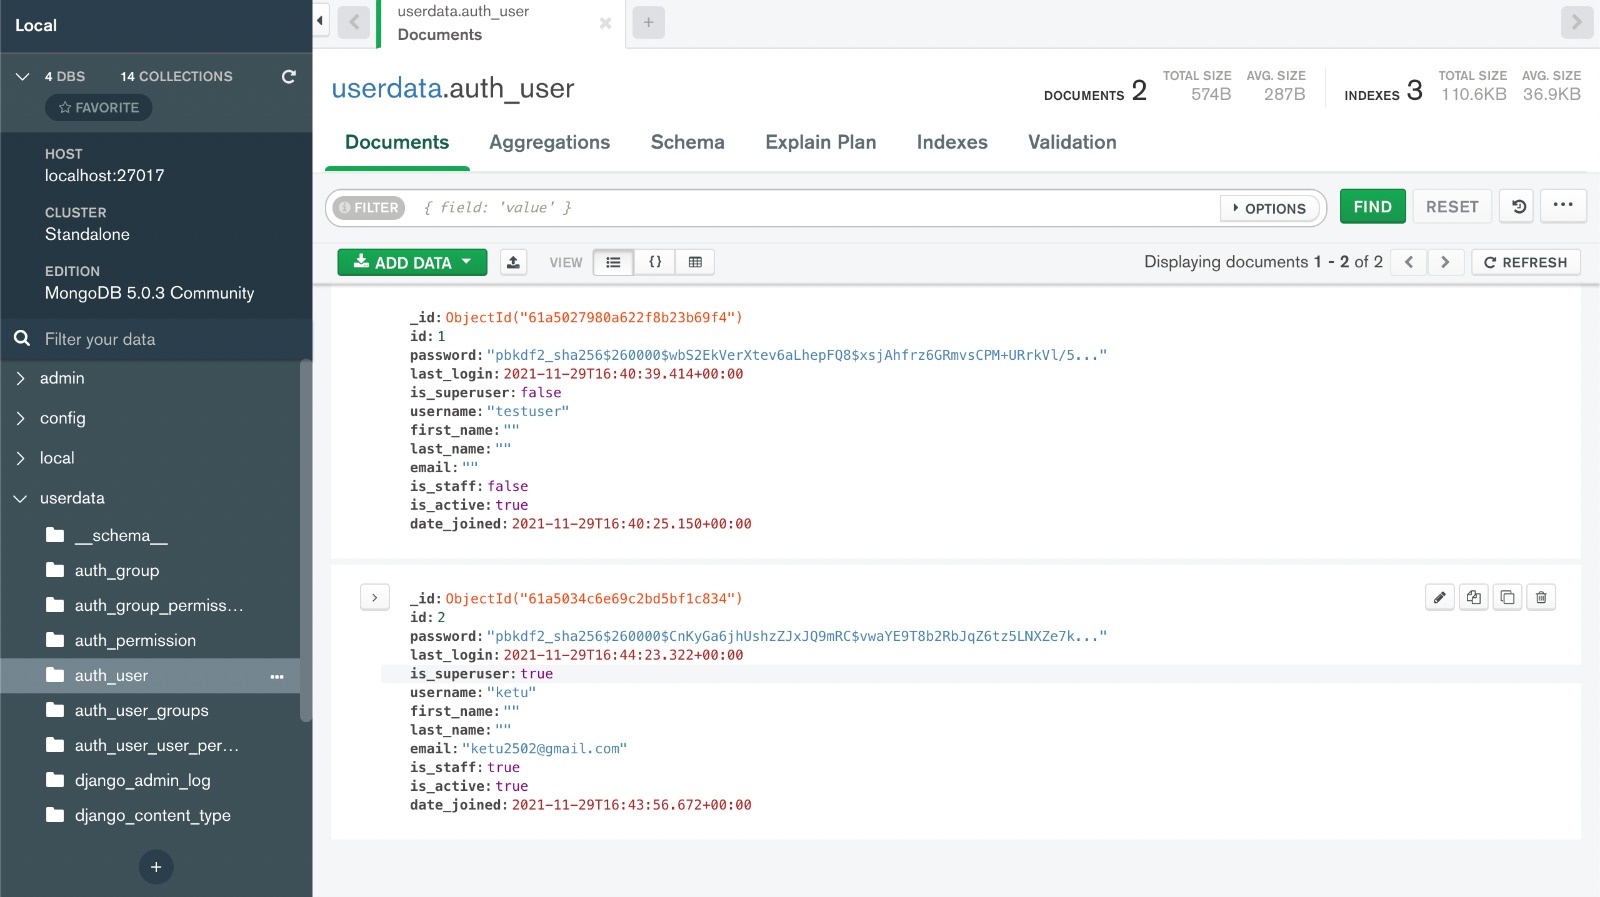 Local
4 DBS 14 COLLECTIONS
FAVORITE
HOST
localhost:27017
CLUSTER
Standalone
EDITION
MongoDB 5.0.3 Community
Filter your data
admin
config
local
userdata
__schema__
auth_group
auth_group_permiss...
auth_permission
auth_user
auth_user_groups
auth_user_user_per...
django_admin_log
django_content_type
userdata.auth_user
Documents
userdata.auth_user
DOCUMENTS 2 TOTAL SIZE 574B AVG. SIZE 287B INDEXES 3 TOTAL SIZE 110.6KB AVG. SIZE 36.9KB
Documents Aggregations Schema Explain Plan Indexes Validation
FILTER { field: 'value' } OPTIONS FIND RESET
ADD DATA VIEW {} Displaying documents 1 - 2 of 2 REFRESH
_id: ObjectId("61a5027980a622f8b23b69f4")
id: 1
password: "pbkdf2_sha256$260000$wbS2EkVerXtev6aLhepFQ8$xsjAhfrz6GRmvsCPM+URrkVl/5..."
last_login: 2021-11-29T16:40:39.414+00:00
is_superuser: false
username: "testuser"
first_name: ""
last_name: ""
email: ""
is_staff: false
is_active: true
date_joined: 2021-11-29T16:40:25.150+00:00
_id: ObjectId("61a5034c6e69c2bd5bf1c834")
id: 2
password: "pbkdf2_sha256$260000$CnKyGa6jhUshzZJxJQ9mRC$vwaYE9T8b2RbJqZ6tz5LNXZe7k..."
last_login: 2021-11-29T16:44:23.322+00:00
is_superuser: true
username: "ketu"
first_name: ""
last_name: ""
email: "ketu2502@gmail.com"
is_staff: true
is_active: true
date_joined: 2021-11-29T16:43:56.672+00:00